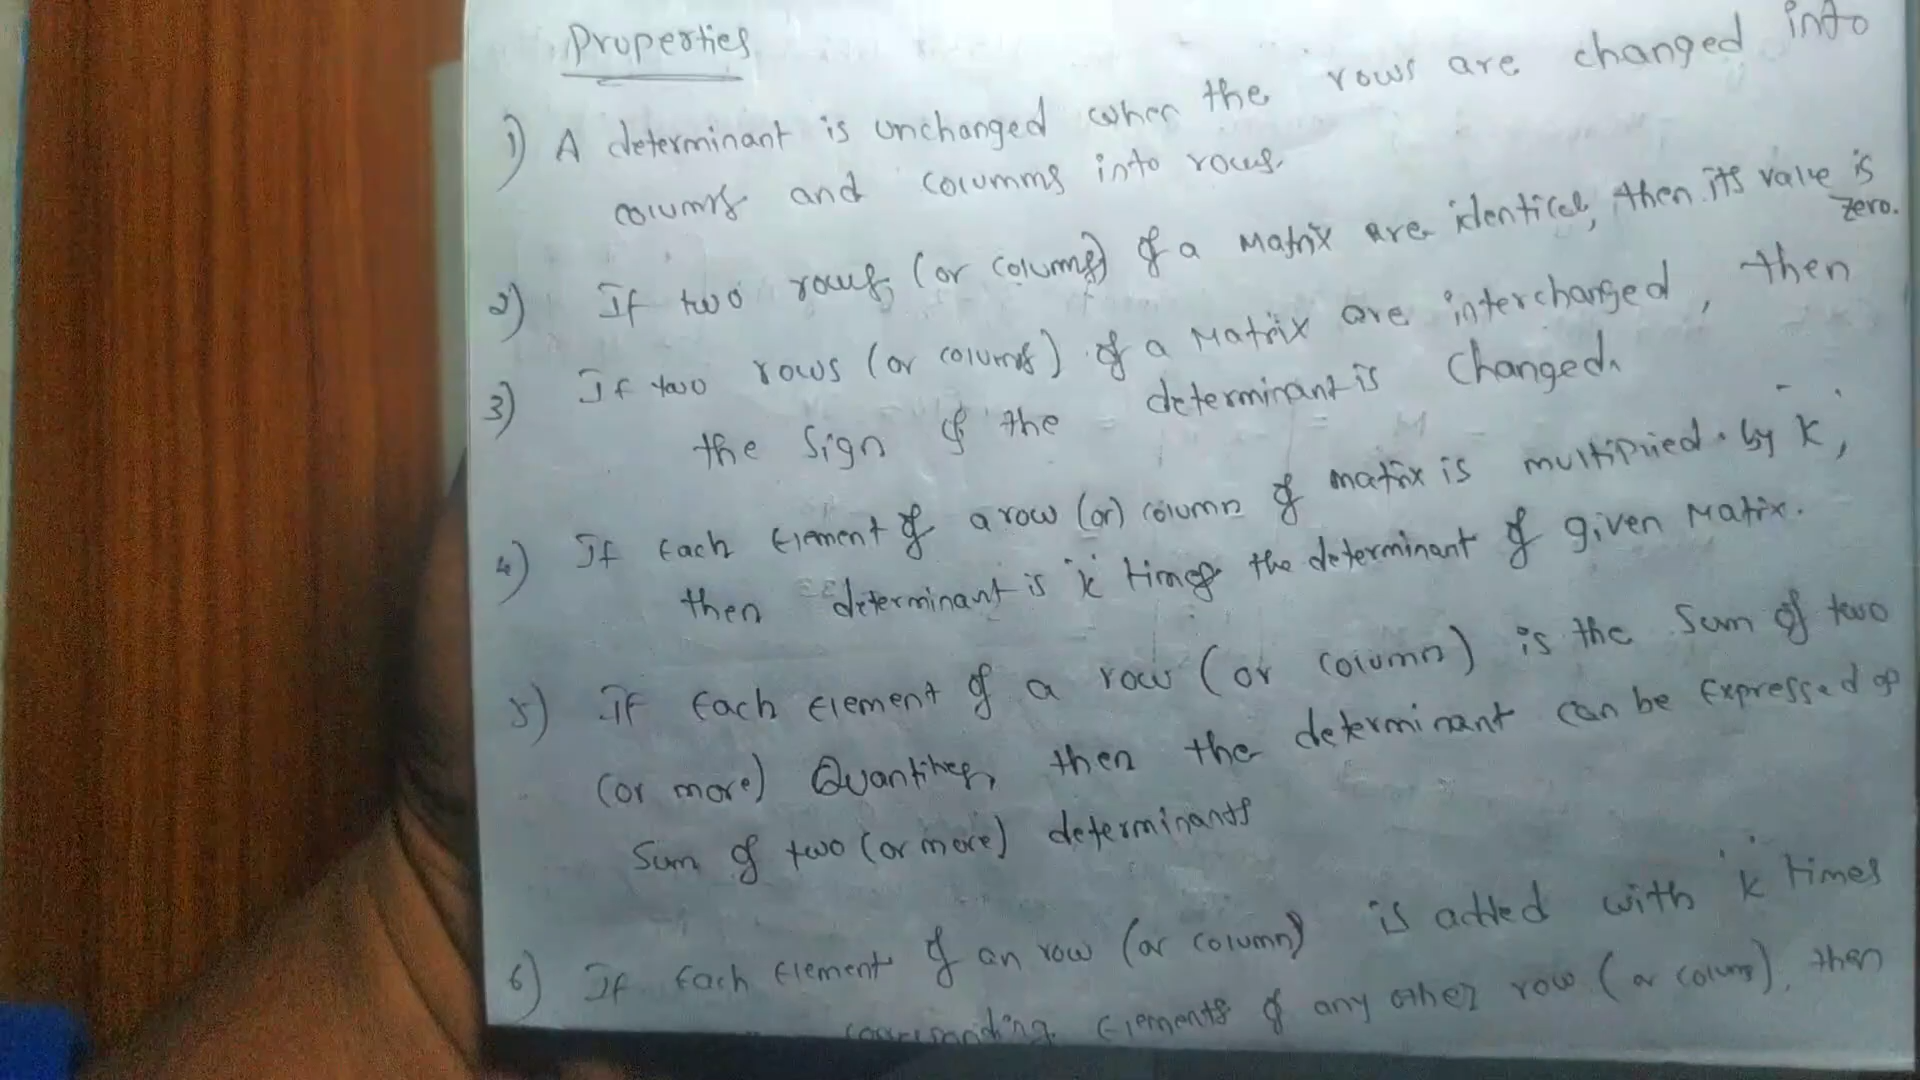 Properties
1) A determinant is unchanged when the rows are changed into
columns and columns into rows.
2) If two rows (or columns) of a Matrix are identical, then its value is
zero.
3) If two rows (or columns) of a Matrix are interchanged, then
the sign of the determinant is changed.
4) If Each Element of a row (or) column of matrix is multiplied by 'k',
then determinant is 'k' times the determinant of given Matrix.
5) If Each Element of a row (or column) is the Sum of two
(or more) Quantities, then the determinant can be Expressed as
Sum of two (or more) determinants
6) If Each Element of an row (or column) is added with 'k' times
corresponding Elements of any other row (or column), then